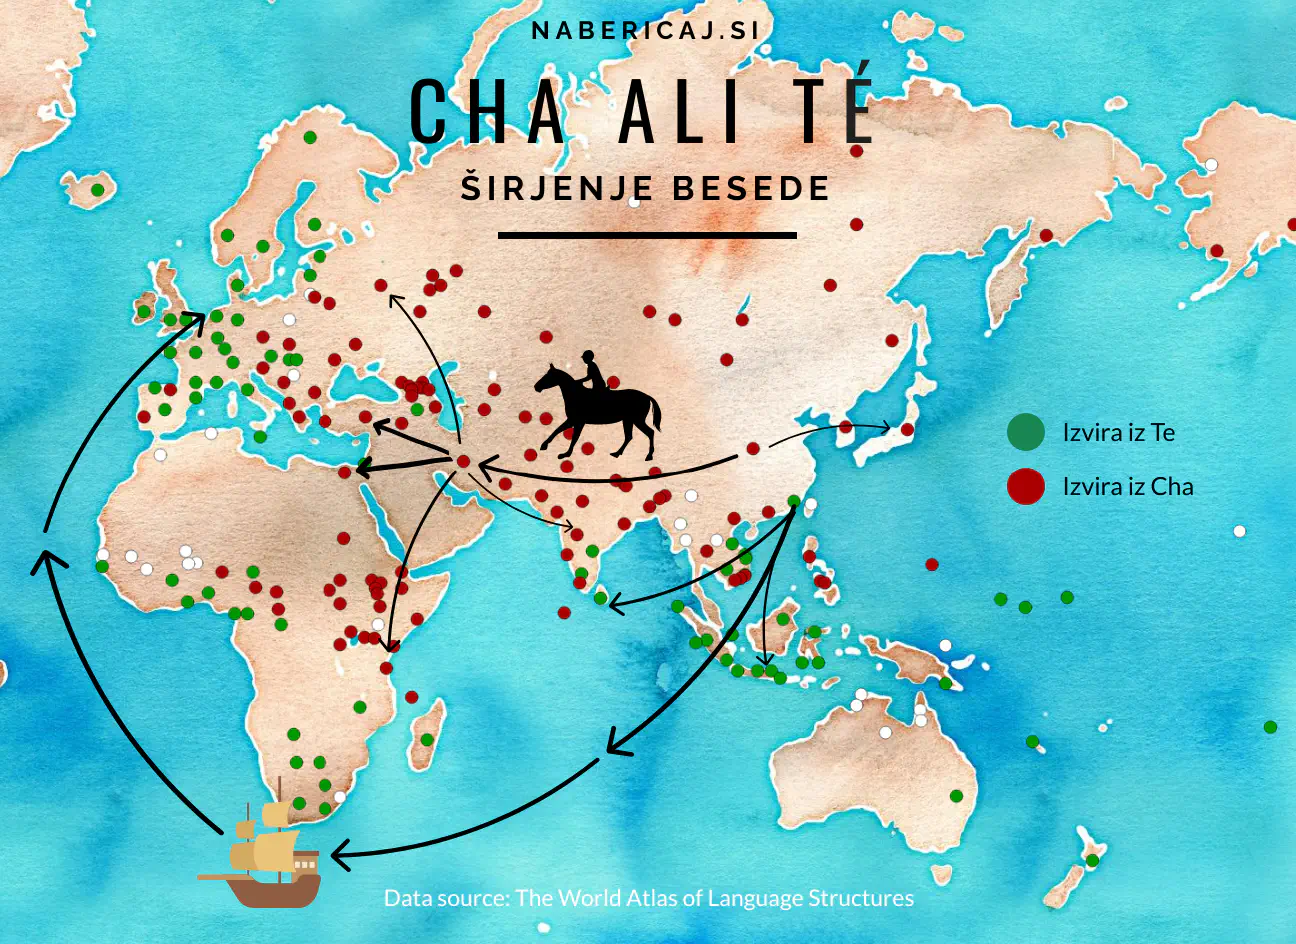 NABERICAJ.SI
CHA ALI TÉ
ŠIRJENJE BESEDE
Izvira iz Te
Izvira iz Cha
Data source: The World Atlas of Language Structures